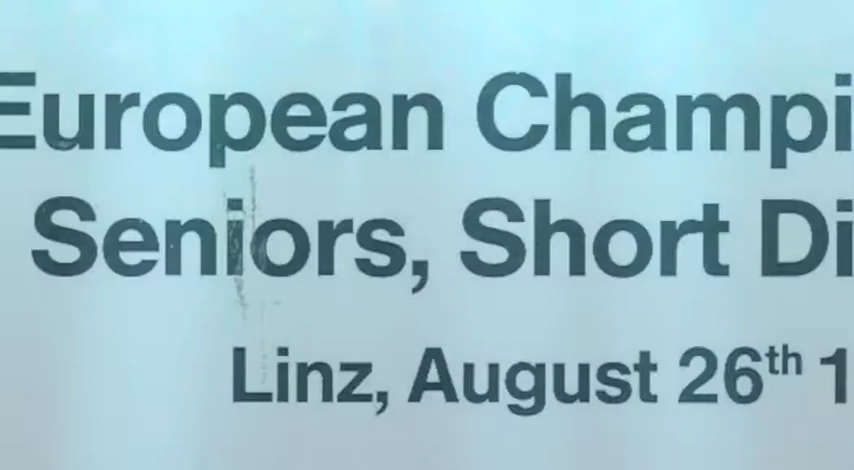 European Champi
Seniors, Short Di
Linz, August 26th 1